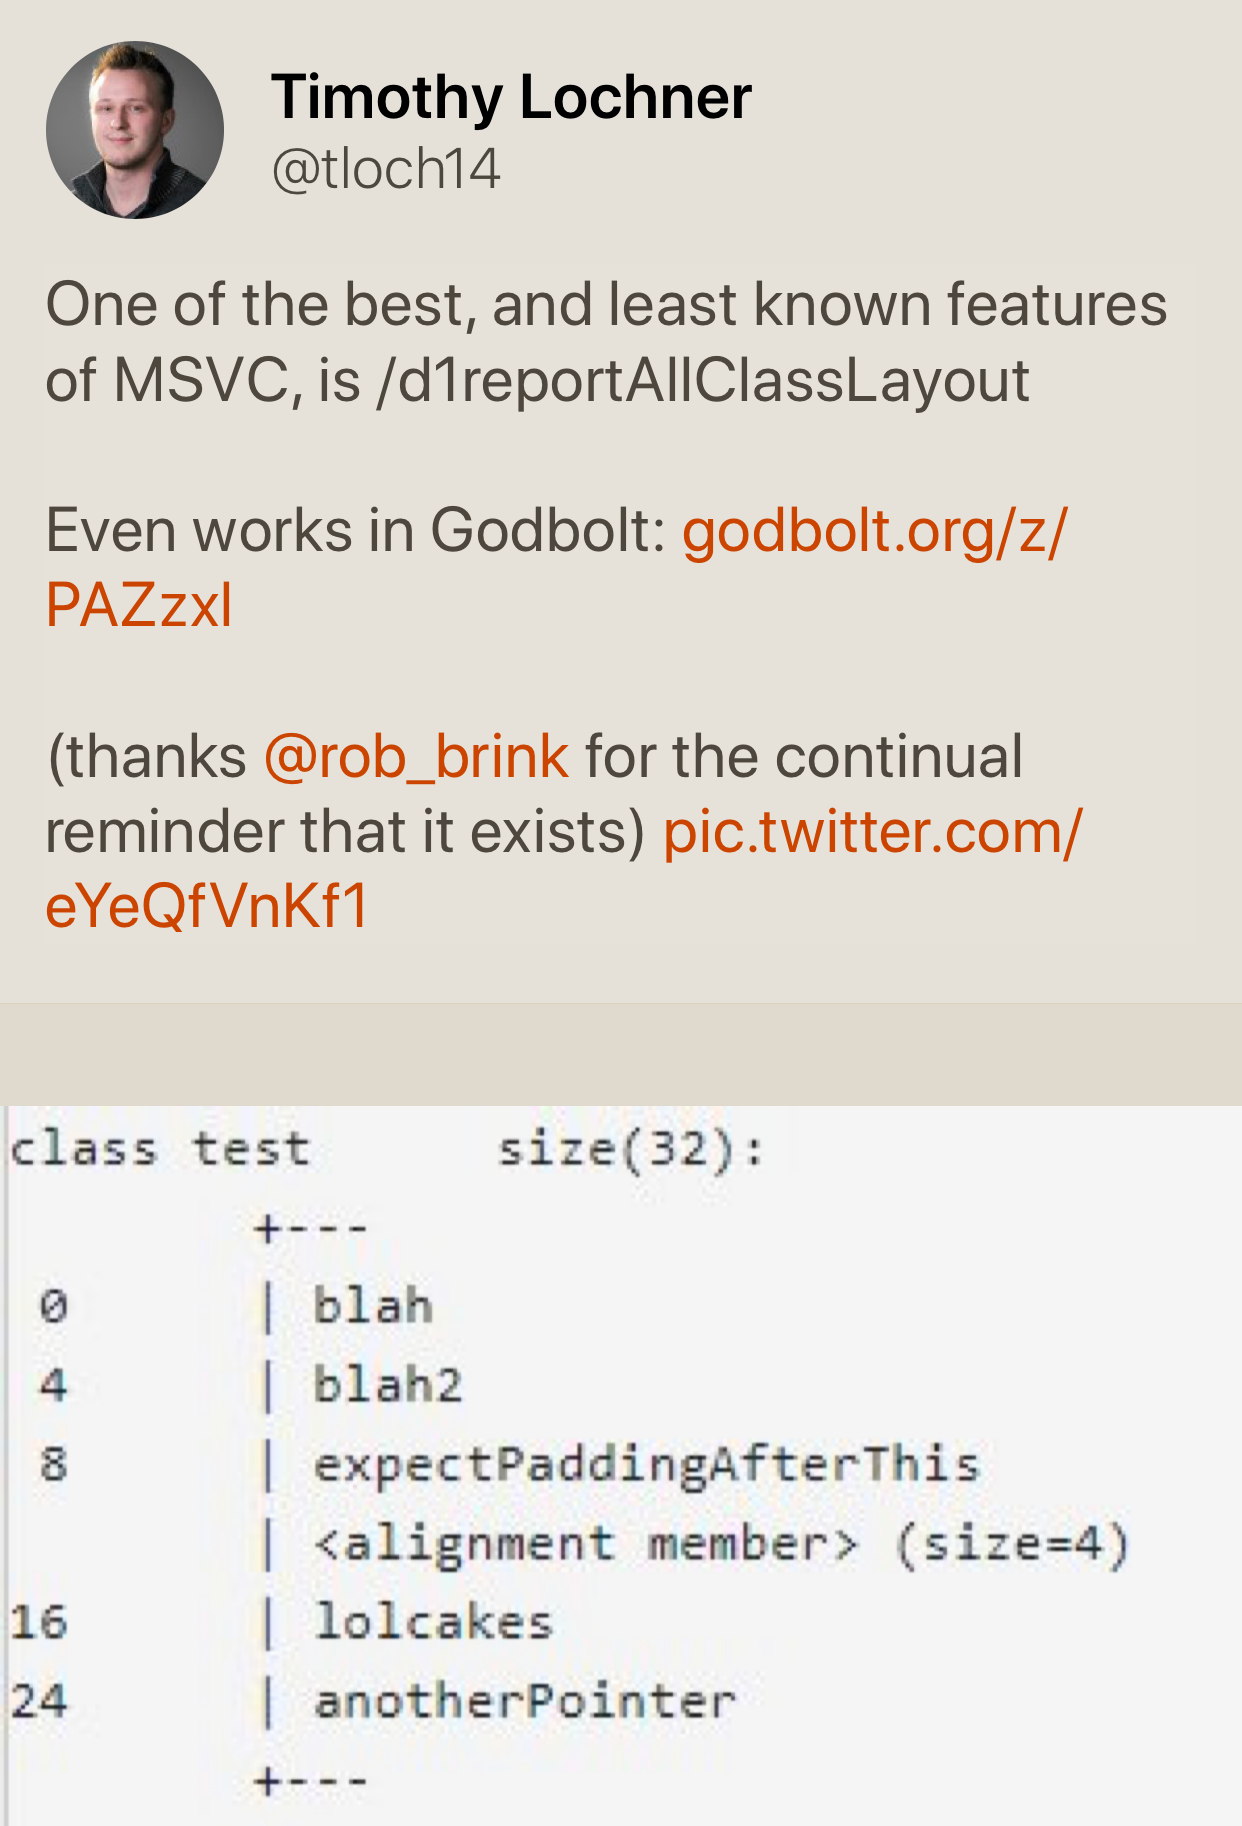 Timothy Lochner
@tloch14
One of the best, and least known features
of MSVC, is /d1reportAllClassLayout
Even works in Godbolt: godbolt.org/z/
PAZzxl
(thanks @rob_brink for the continual
reminder that it exists) pic.twitter.com/
eYeQfVnKf1
class test size(32):
+---
0 | blah
4 | blah2
8 | expectPaddingAfterThis
| <alignment member> (size=4)
16 | lolcakes
24 | anotherPointer
+---